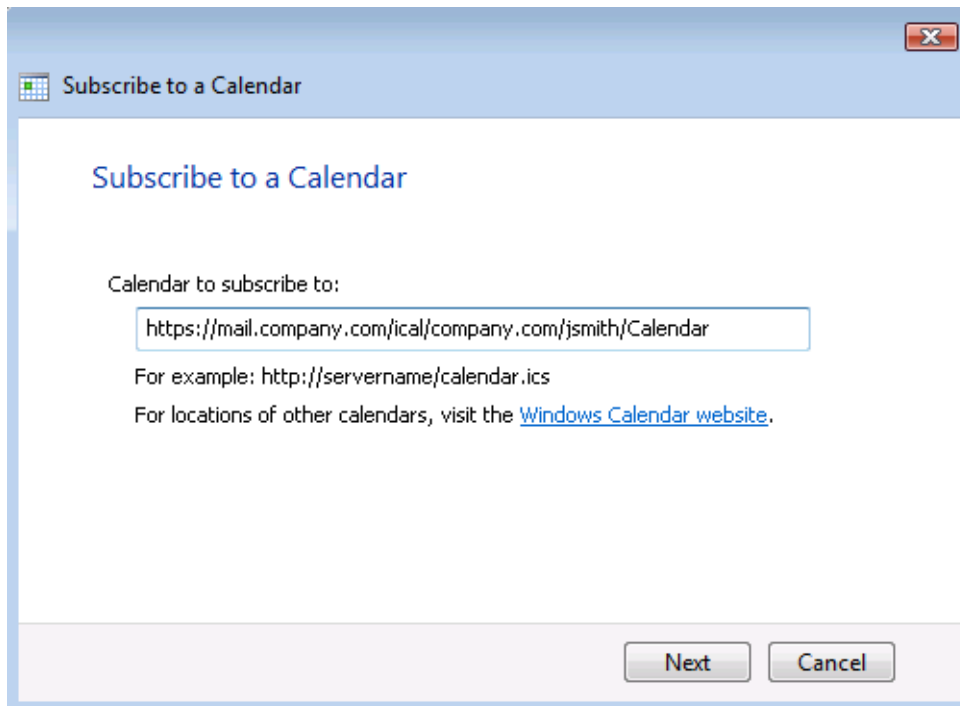 Subscribe to a Calendar
Subscribe to a Calendar
Calendar to subscribe to:
https://mail.company.com/ical/company.com/jsmith/Calendar
For example: http://servername/calendar.ics
For locations of other calendars, visit the Windows Calendar website.
Next Cancel